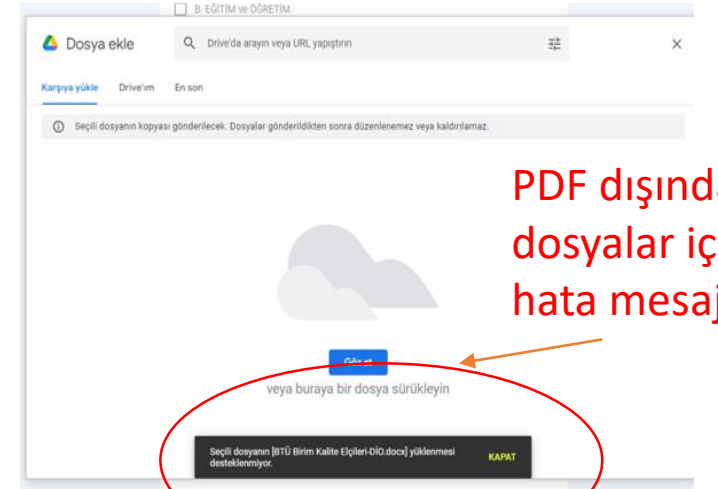 B. EĞİTİM ve ÖĞRETİM
Dosya ekle
Drive'da arayın veya URL yapıştırın
Karşıya yükle Drive'ım En son
Seçili dosyanın kopyası gönderilecek. Dosyalar gönderildikten sonra düzenlenemez veya kaldırılamaz.
PDF dışında
dosyalar iç
hata mesaj
Göz at
veya buraya bir dosya sürükleyin
Seçili dosyanın [BTÜ Birim Kalite Elçileri-DİO.docx] yüklenmesi
desteklenmiyor.
KAPAT